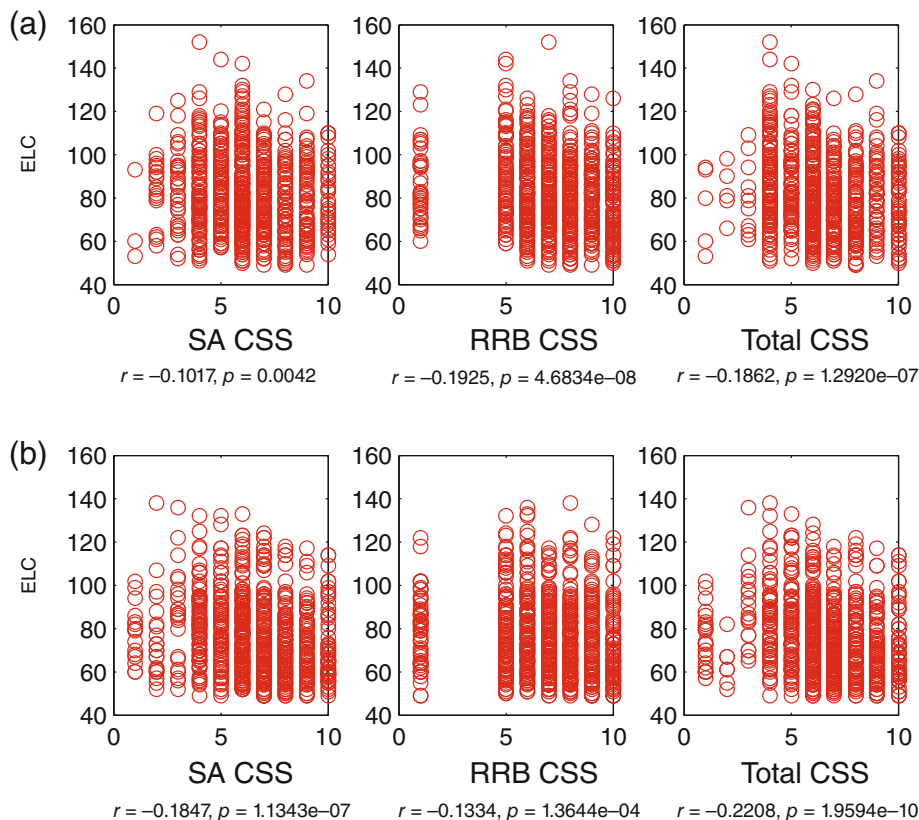 (a)
160
140
120
100
80
60
40
ELC
0 5 10
SA CSS
r = –0.1017, p = 0.0042
160
140
120
100
80
60
40
0 5 10
RRB CSS
r = –0.1925, p = 4.6834e–08
160
140
120
100
80
60
40
0 5 10
Total CSS
r = –0.1862, p = 1.2920e–07
(b)
160
140
120
100
80
60
40
ELC
0 5 10
SA CSS
r = –0.1847, p = 1.1343e–07
160
140
120
100
80
60
40
0 5 10
RRB CSS
r = –0.1334, p = 1.3644e–04
160
140
120
100
80
60
40
0 5 10
Total CSS
r = –0.2208, p = 1.9594e–10